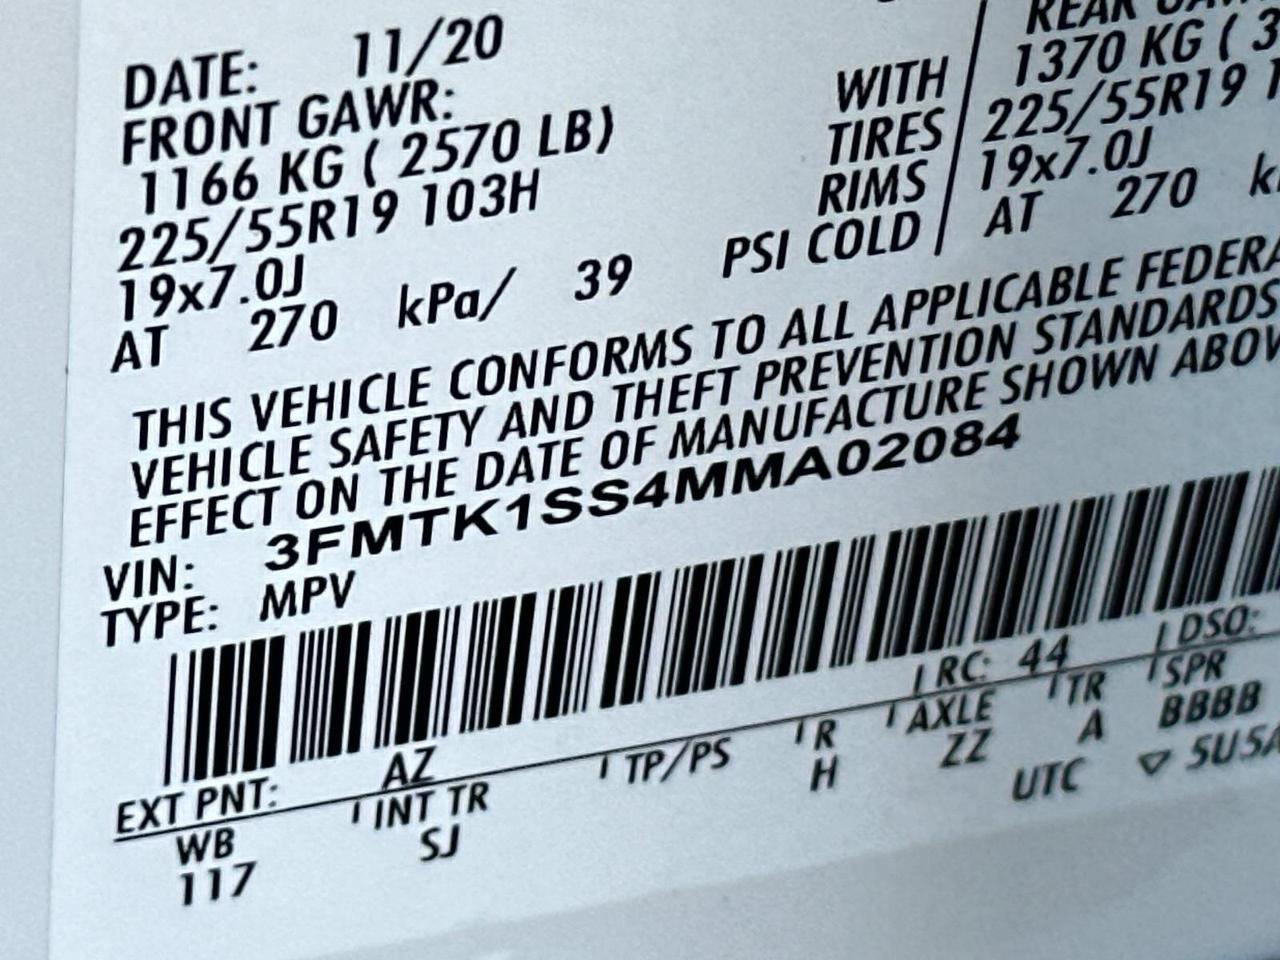 DATE: 11/20
FRONT GAWR:
1166 KG ( 2570 LB)
225/55R19 103H
19x7.0J
AT 270 kPa/ 39 PSI COLD
WITH
TIRES
RIMS
REAR
1370 KG ( 3
225/55R19 1
19x7.0J
AT 270
THIS VEHICLE CONFORMS TO ALL APPLICABLE FEDERA
VEHICLE SAFETY AND THEFT PREVENTION STANDARDS
EFFECT ON THE DATE OF MANUFACTURE SHOWN ABOV
VIN: 3FMTK1SS4MMA02084
TYPE: MPV
EXT PNT: AZ RC: 44 DSO:
WB INT TR TP/PS R AXLE TR SPR
117 SJ H ZZ A BBBB
UTC ▽ SUSA